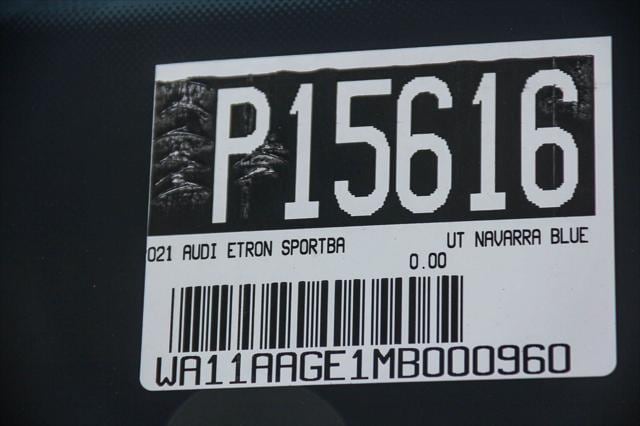 P15616
021 AUDI ETRON SPORTBA UT NAVARRA BLUE
0.00
WA11AAGE1MB000960